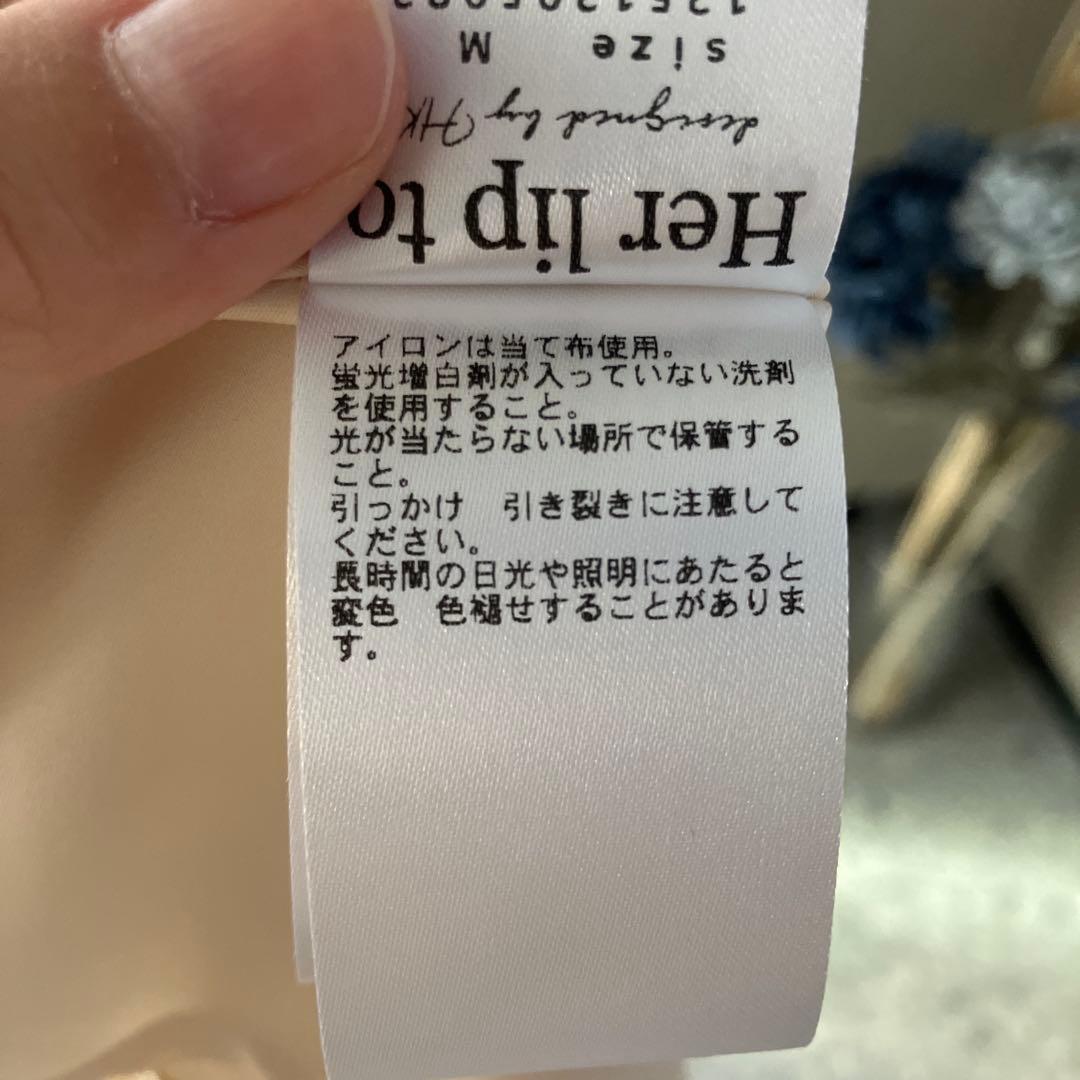 Her lip to
designed by HK
size M
アイロンは当て布使用。
蛍光増白剤が入っていない洗剤
を使用すること。
光が当たらない場所で保管する
こと。
引っかけ　引き裂きに注意して
ください。
長時間の日光や照明にあたると
変色　色褪せすることがありま
す。